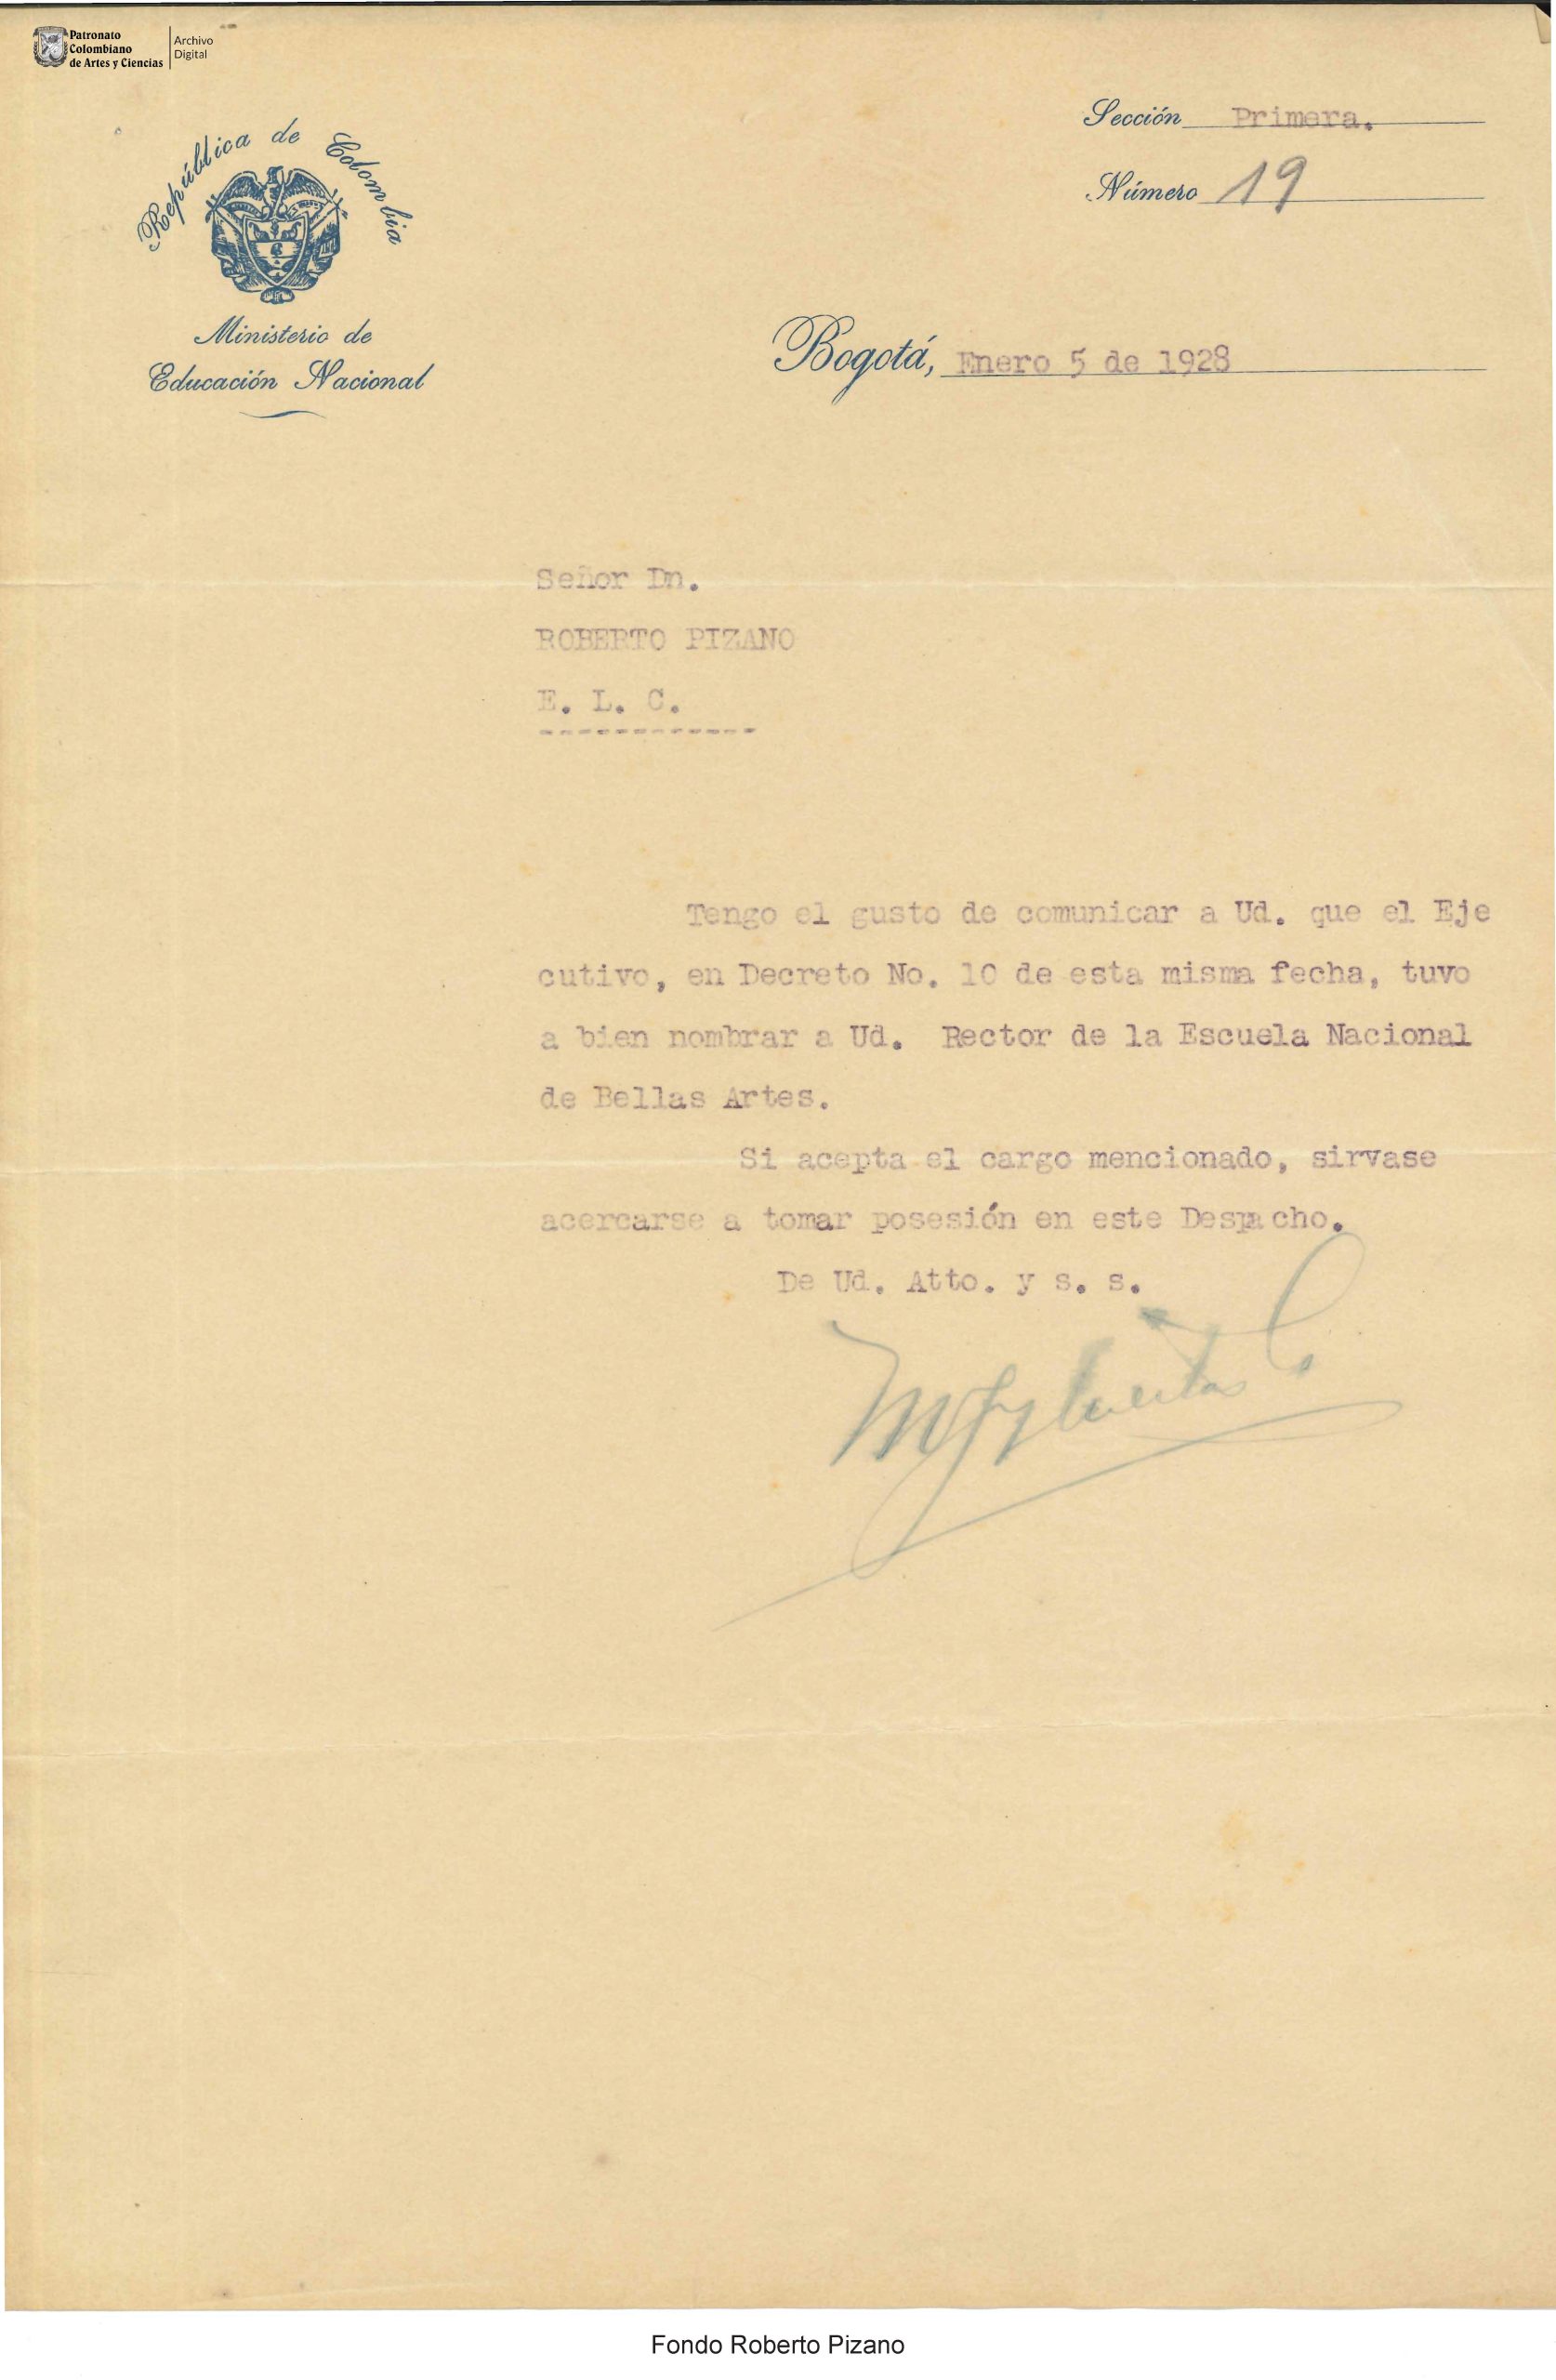 Patronato
Colombiano
de Artes y Ciencias
Archivo
Digital
República de Colombia
Ministerio de
Educación Nacional
Sección Primera.
Número 19
Bogotá, Enero 5 de 1928
Señor Dn.
ROBERTO PIZANO
E. L. C.
Tengo el gusto de comunicar a Ud. que el Eje
cutivo, en Decreto No. 10 de esta misma fecha, tuvo
a bien nombrar a Ud. Rector de la Escuela Nacional
de Bellas Artes.
Si acepta el cargo mencionado, sirvase
acercarse a tomar posesión en este Despacho.
De Ud. Atto. y s. s.
Fondo Roberto Pizano